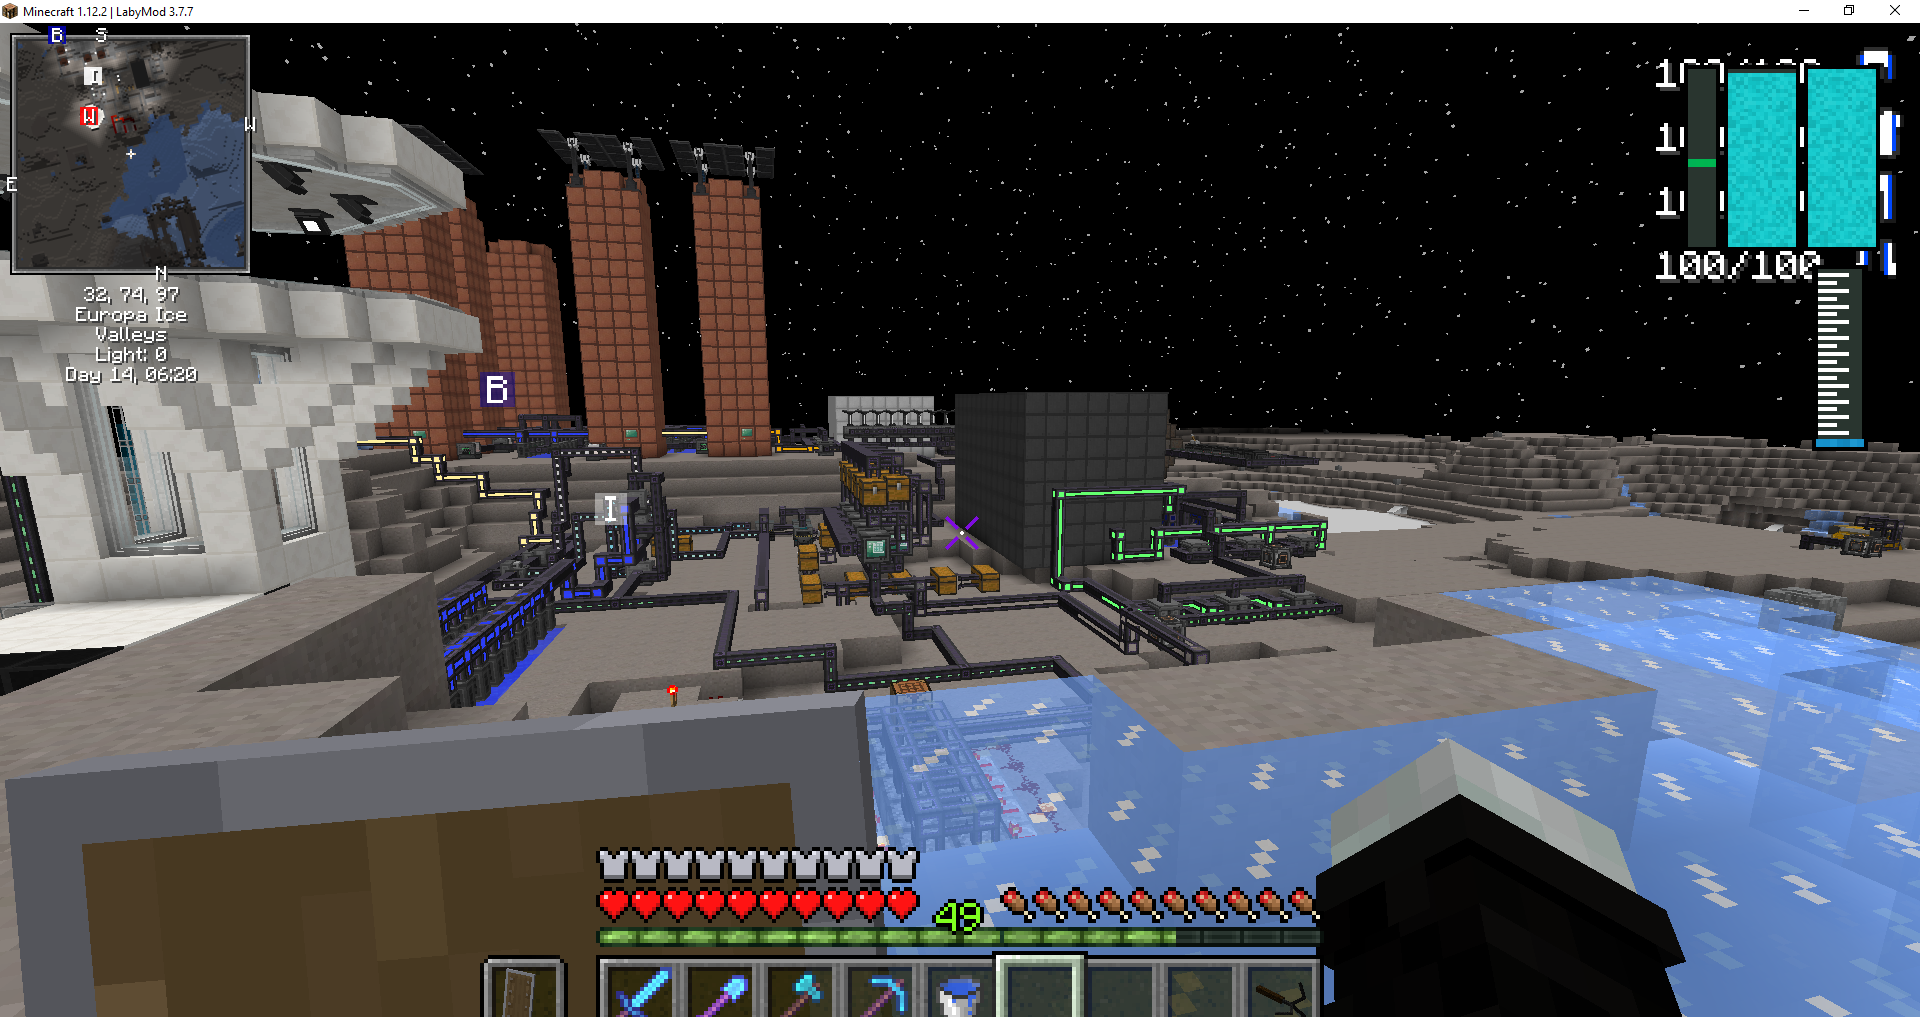 Minecraft 1.12.2 | LabyMod 3.7.7
B
S
I
W
W
E
N
32, 74, 97
Europa Ice
Valleys
Light: 0
Day 14, 06:20
B
I
100/100
49